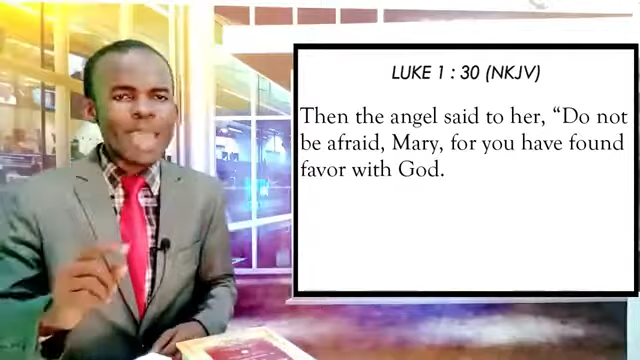 LUKE 1 : 30 (NKJV)
Then the angel said to her, “Do not
be afraid, Mary, for you have found
favor with God.